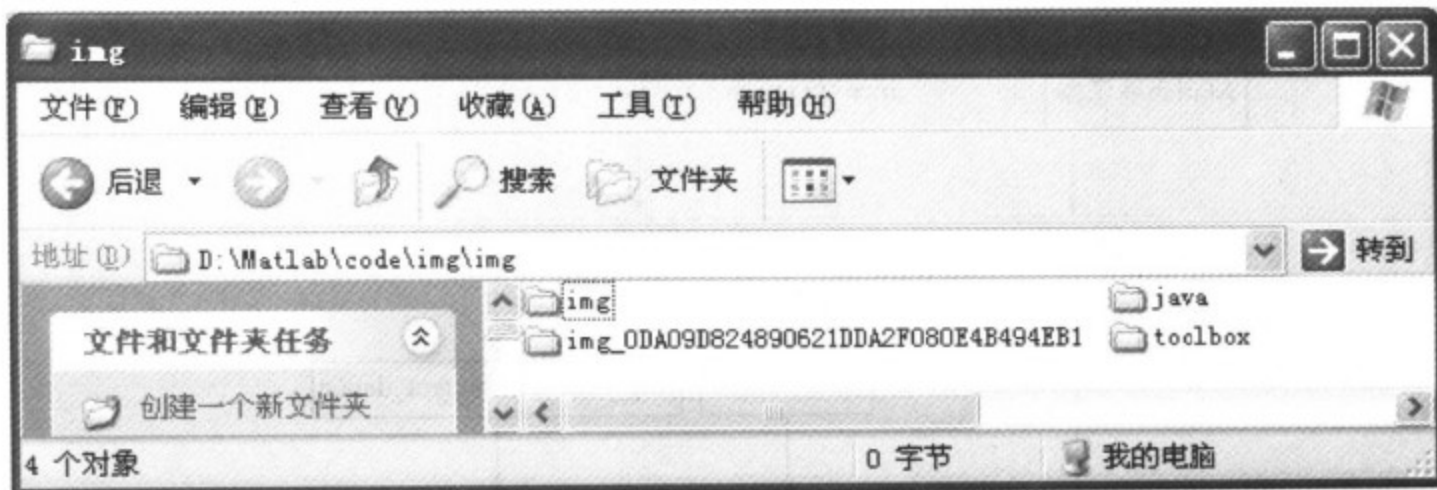 img
文件(F) 编辑(E) 查看(V) 收藏(A) 工具(T) 帮助(H)
后退 搜索 文件夹
地址(D) D:\Matlab\code\img\img 转到
文件和文件夹任务
创建一个新文件夹
img java
img_0DA09D824890621DDA2F080E4B494EB1 toolbox
4 个对象 0 字节 我的电脑